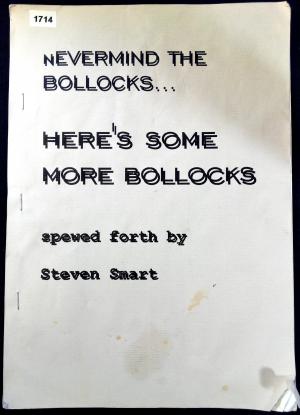 1714
NEVERMIND THE
BOLLOCKS...
HERE'S SOME
MORE BOLLOCKS
spewed forth by
Steven Smart